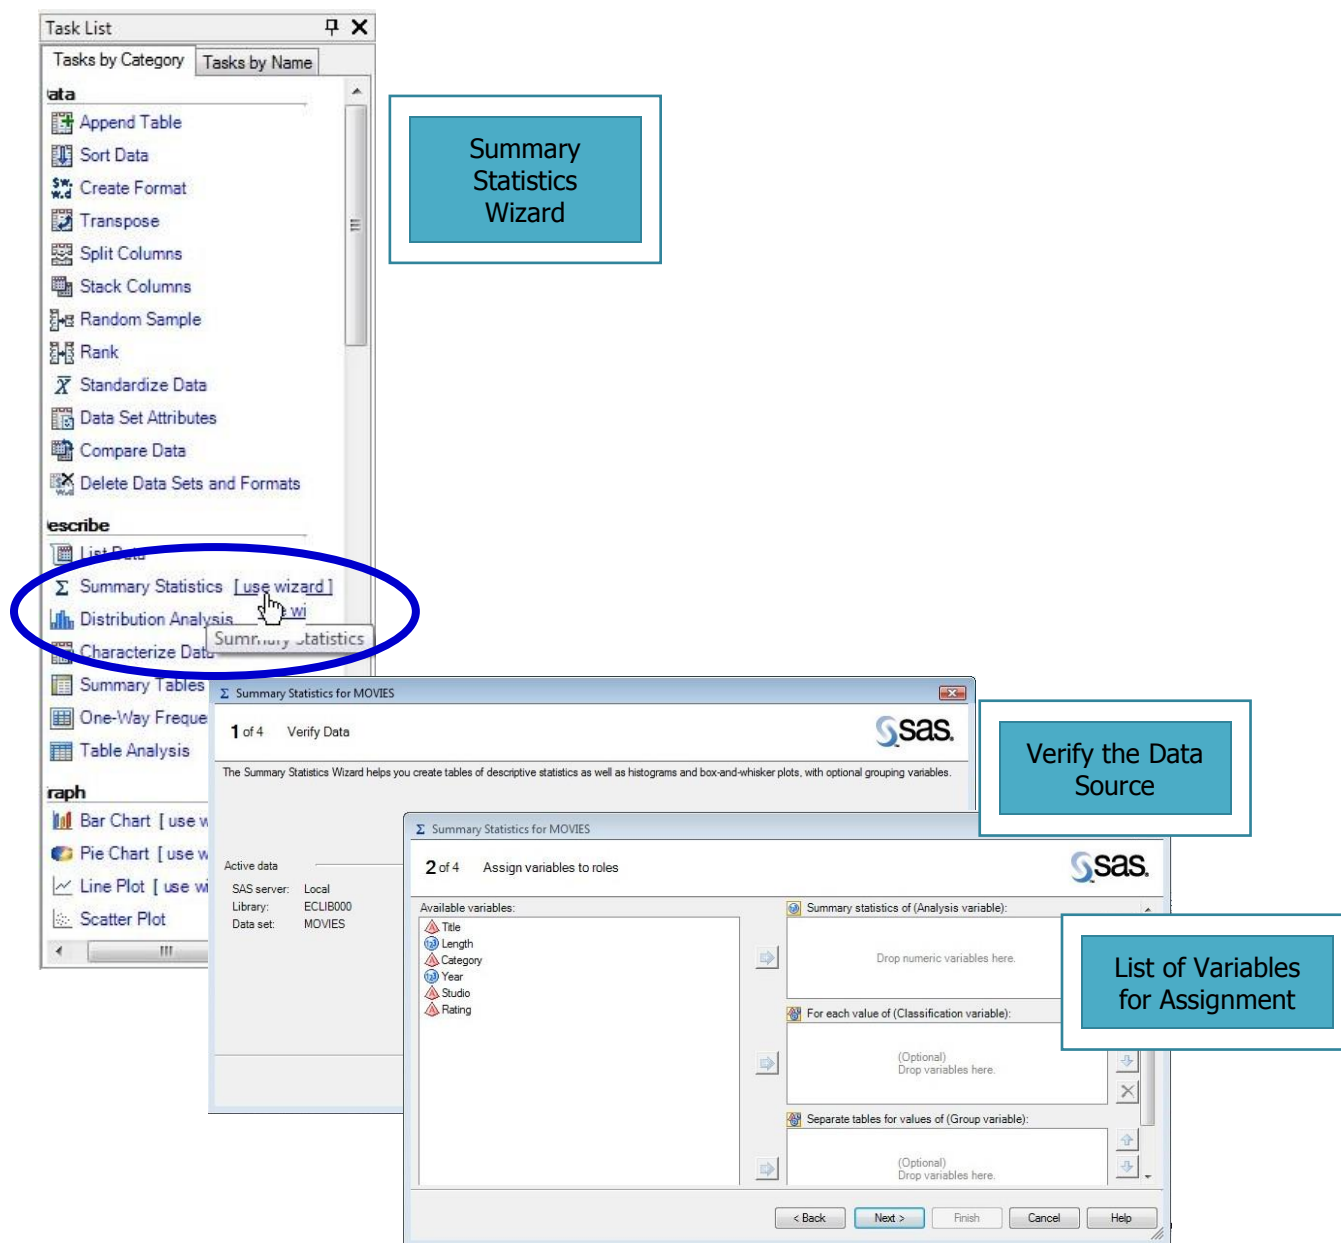 Task List
Tasks by Category
Tasks by Name
ata
Append Table
Sort Data
Create Format
Transpose
Split Columns
Stack Columns
Random Sample
Rank
Standardize Data
Data Set Attributes
Compare Data
Delete Data Sets and Formats
escribe
List Data
Summary Statistics [ use wizard ]
Distribution Analysis
e wi
Summary Statistics
Characterize Data
Summary Tables
One-Way Freque
Table Analysis
raph
Bar Chart [ use w
Pie Chart [ use w
Line Plot [ use wi
Scatter Plot
Summary
Statistics
Wizard
Σ Summary Statistics for MOVIES
1 of 4 Verify Data
sas.
The Summary Statistics Wizard helps you create tables of descriptive statistics as well as histograms and box-and-whisker plots, with optional grouping variables.
Active data
SAS server: Local
Library: ECLIB000
Data set: MOVIES
Verify the Data
Source
Σ Summary Statistics for MOVIES
2 of 4 Assign variables to roles
sas.
Available variables:
Title
Length
Category
Year
Studio
Rating
Summary statistics of (Analysis variable):
Drop numeric variables here.
For each value of (Classification variable):
(Optional)
Drop variables here.
Separate tables for values of (Group variable):
(Optional)
Drop variables here.
< Back Next > Finish Cancel Help
List of Variables
for Assignment